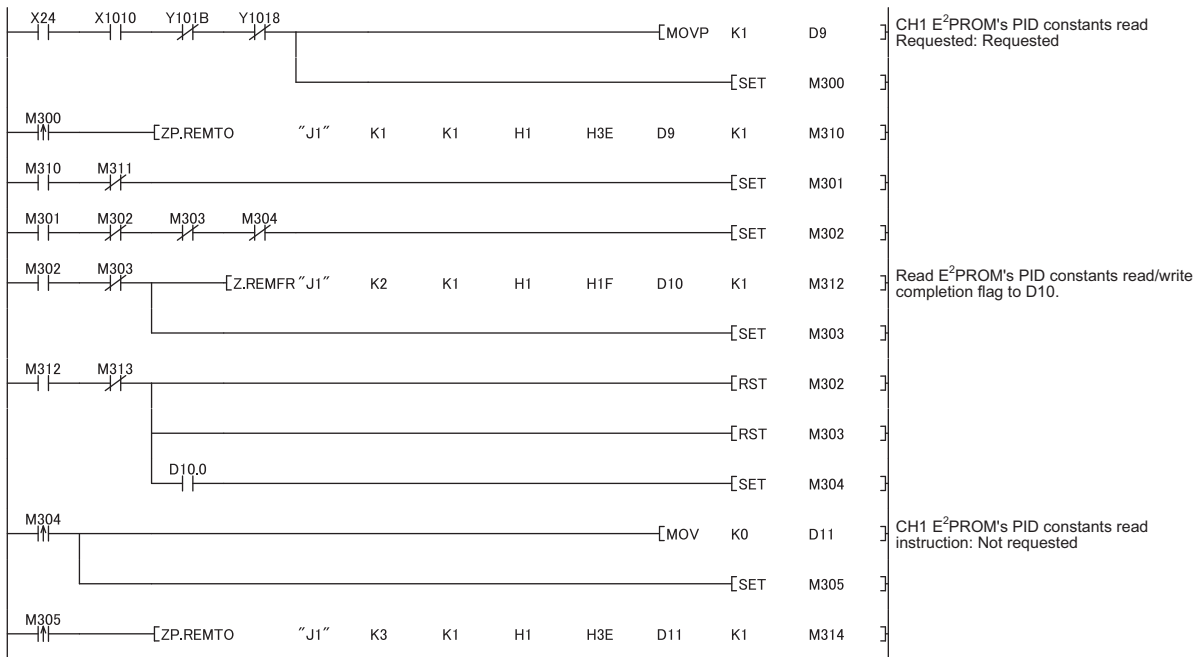 X24 X1010 Y101B Y1018
[MOVP K1 D9 ]
CH1 E²PROM's PID constants read
Requested: Requested
[SET M300 ]
M300
[ZP.REMTO "J1" K1 K1 H1 H3E D9 K1 M310 ]
M310 M311
[SET M301 ]
M301 M302 M303 M304
[SET M302 ]
M302 M303
[Z.REMFR "J1" K2 K1 H1 H1F D10 K1 M312 ]
Read E²PROM's PID constants read/write
completion flag to D10.
[SET M303 ]
M312 M313
[RST M302 ]
[RST M303 ]
D10.0
[SET M304 ]
M304
[MOV K0 D11 ]
CH1 E²PROM's PID constants read
instruction: Not requested
[SET M305 ]
M305
[ZP.REMTO "J1" K3 K1 H1 H3E D11 K1 M314 ]